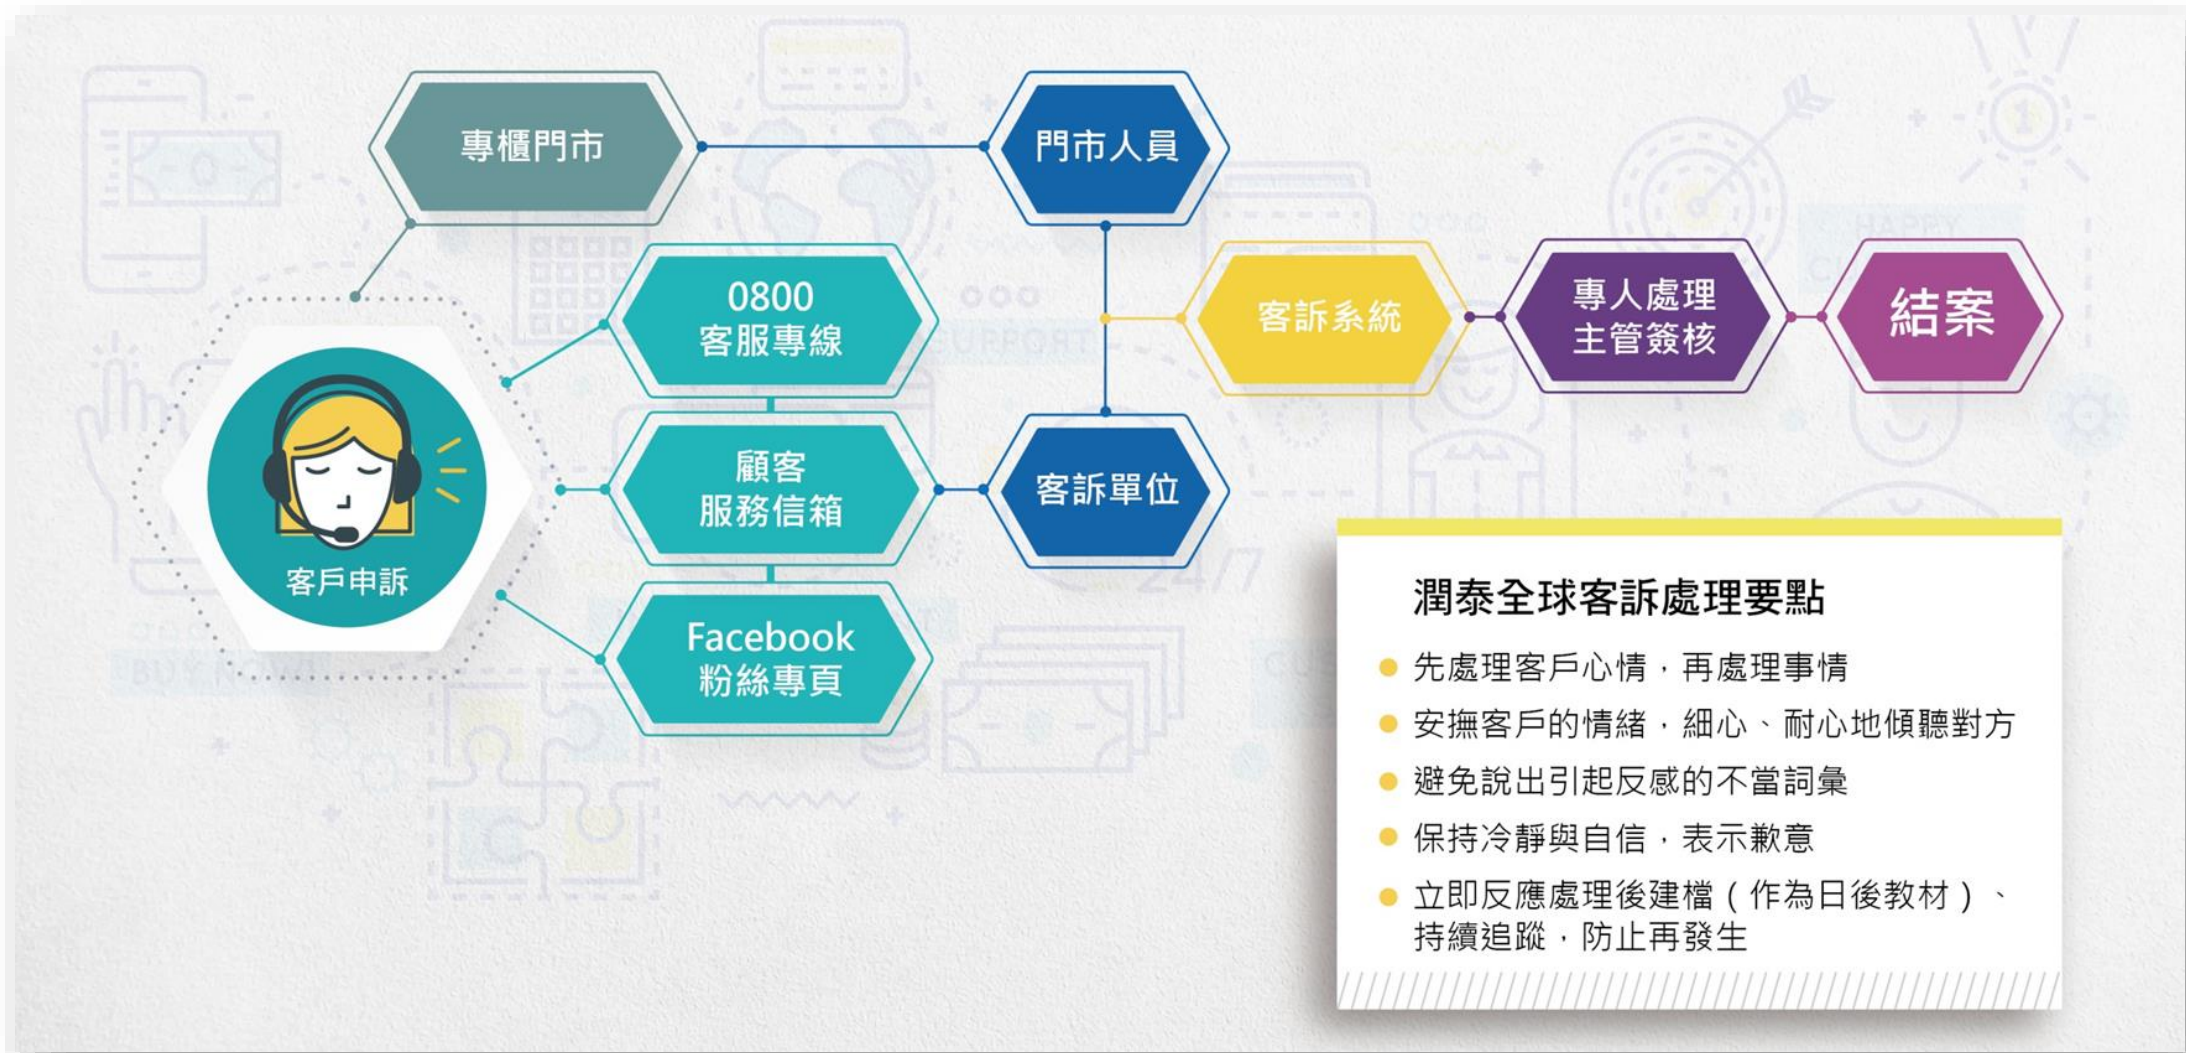 專櫃門市
門市人員
0800
客服專線
客訴系統
專人處理
主管簽核
結案
顧客
服務信箱
客訴單位
客戶申訴
Facebook
粉絲專頁
潤泰全球客訴處理要點
先處理客戶心情，再處理事情
安撫客戶的情緒，細心、耐心地傾聽對方
避免說出引起反感的不當詞彙
保持冷靜與自信，表示歉意
立即反應處理後建檔（作為日後教材）、
持續追蹤，防止再發生
SUPPORT
HAPPY
24/7
BUY NOW!